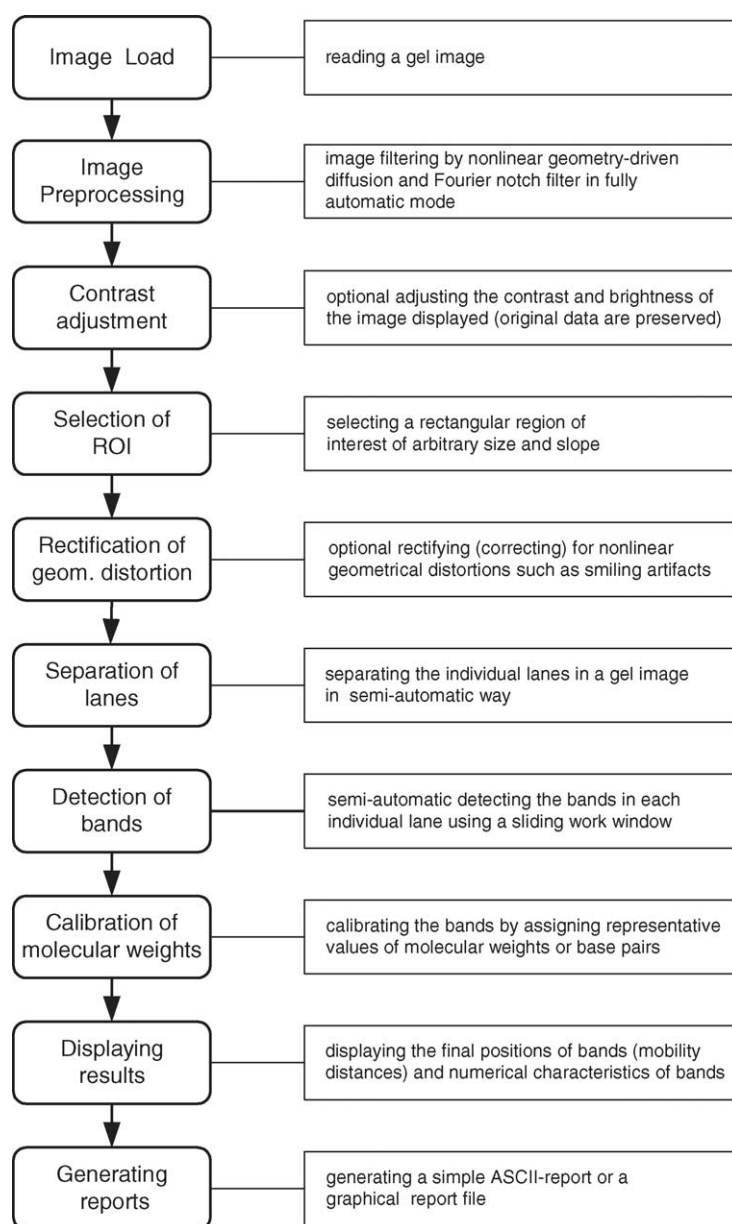 Image Load
reading a gel image
Image
Preprocessing
image filtering by nonlinear geometry-driven
diffusion and Fourier notch filter in fully
automatic mode
Contrast
adjustment
optional adjusting the contrast and brightness of
the image displayed (original data are preserved)
Selection of
ROI
selecting a rectangular region of
interest of arbitrary size and slope
Rectification of
geom. distortion
optional rectifying (correcting) for nonlinear
geometrical distortions such as smiling artifacts
Separation of
lanes
separating the individual lanes in a gel image
in semi-automatic way
Detection of
bands
semi-automatic detecting the bands in each
individual lane using a sliding work window
Calibration of
molecular weights
calibrating the bands by assigning representative
values of molecular weights or base pairs
Displaying
results
displaying the final positions of bands (mobility
distances) and numerical characteristics of bands
Generating
reports
generating a simple ASCII-report or a
graphical report file